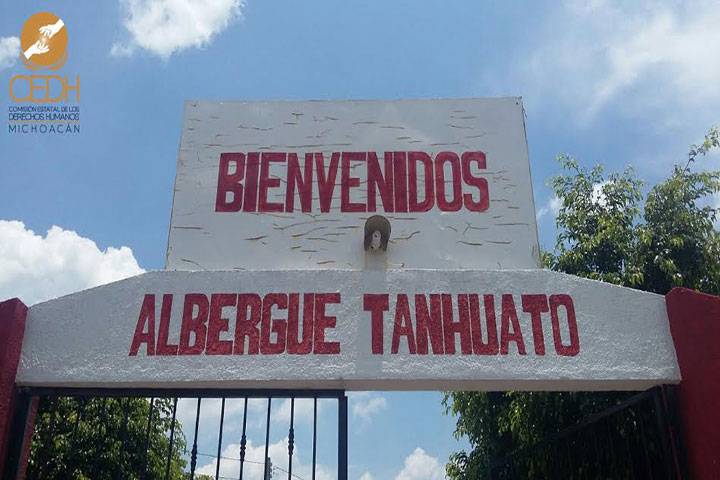 CEDH
COMISIÓN ESTATAL DE LOS
DERECHOS HUMANOS
MICHOACÁN
BIENVENIDOS
ALBERGUE TANHUATO